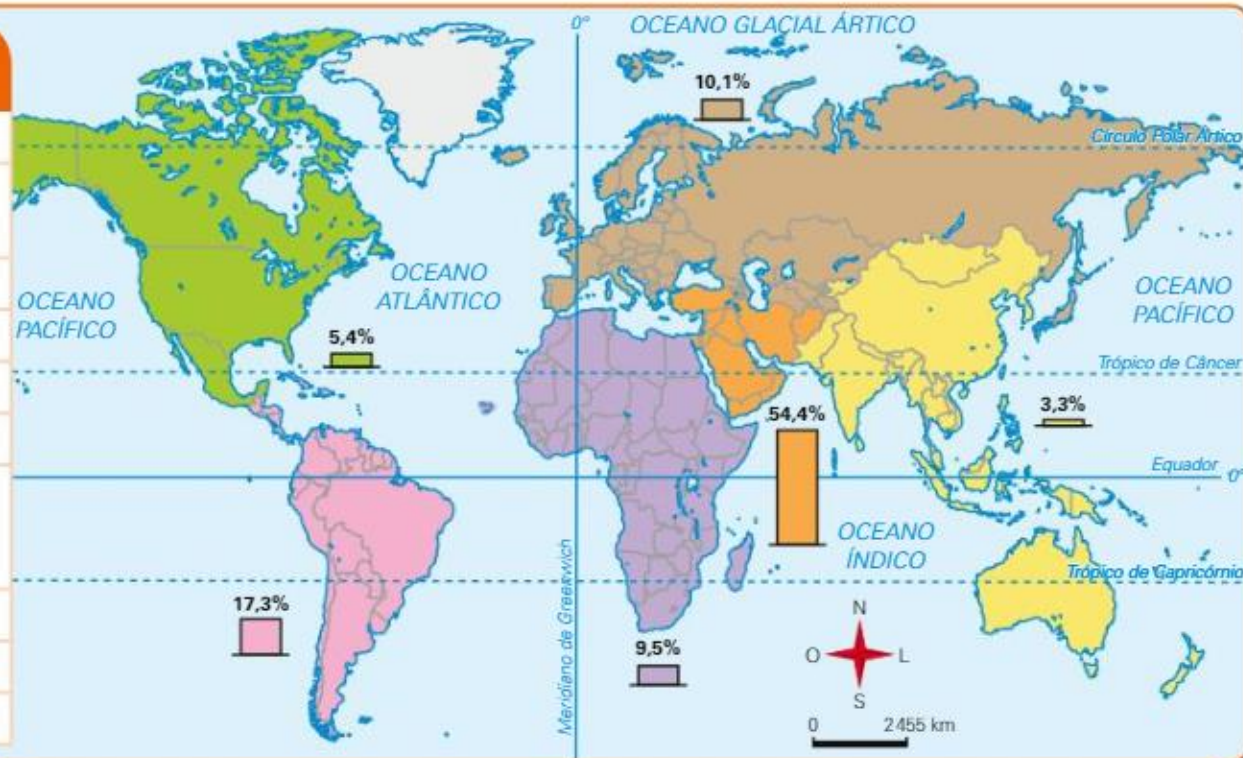 0°
OCEANO GLACIAL ÁRTICO
10,1%
Círculo Polar Ártico
OCEANO
ATLÂNTICO
OCEANO
PACÍFICO
OCEANO
PACÍFICO
5,4%
Trópico de Câncer
54,4%
3,3%
Equador
0°
OCEANO
ÍNDICO
Meridiano de Greenwich
Trópico de Capricórnio
17,3%
9,5%
N
O
L
S
0 2 455 km